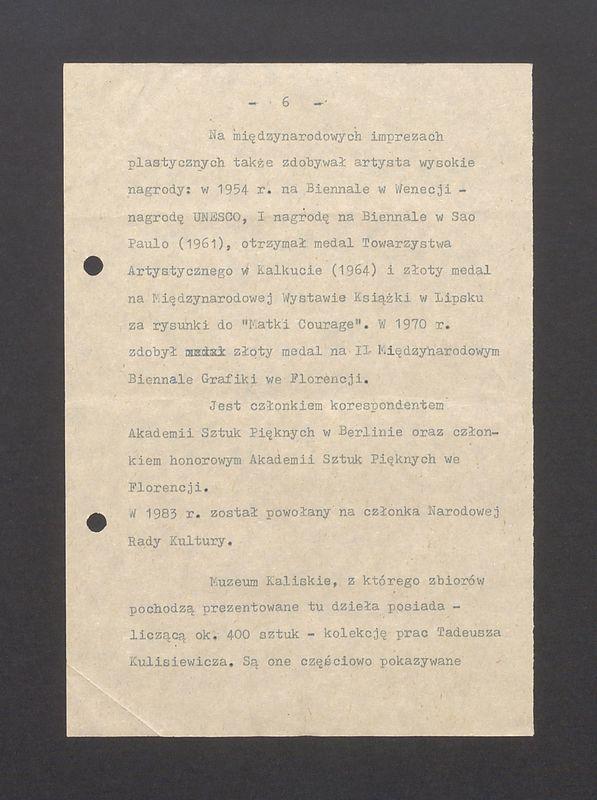 - 6 -
Na międzynarodowych imprezach
plastycznych także zdobywał artysta wysokie
nagrody: w 1954 r. na Biennale w Wenecji -
nagrodę UNESCO, I nagrodę na Biennale w Sao
Paulo (1961), otrzymał medal Towarzystwa
Artystycznego w Kalkucie (1964) i złoty medal
na Międzynarodowej Wystawie Książki w Lipsku
za rysunki do "Matki Courage". W 1970 r.
zdobył medal złoty medal na II Międzynarodowym
Biennale Grafiki we Florencji.
Jest członkiem korespondentem
Akademii Sztuk Pięknych w Berlinie oraz człon-
kiem honorowym Akademii Sztuk Pięknych we
Florencji.
W 1983 r. został powołany na członka Narodowej
Rady Kultury.
Muzeum Kaliskie, z którego zbiorów
pochodzą prezentowane tu dzieła posiada -
liczącą ok. 400 sztuk - kolekcję prac Tadeusza
Kulisiewicza. Są one częściowo pokazywane